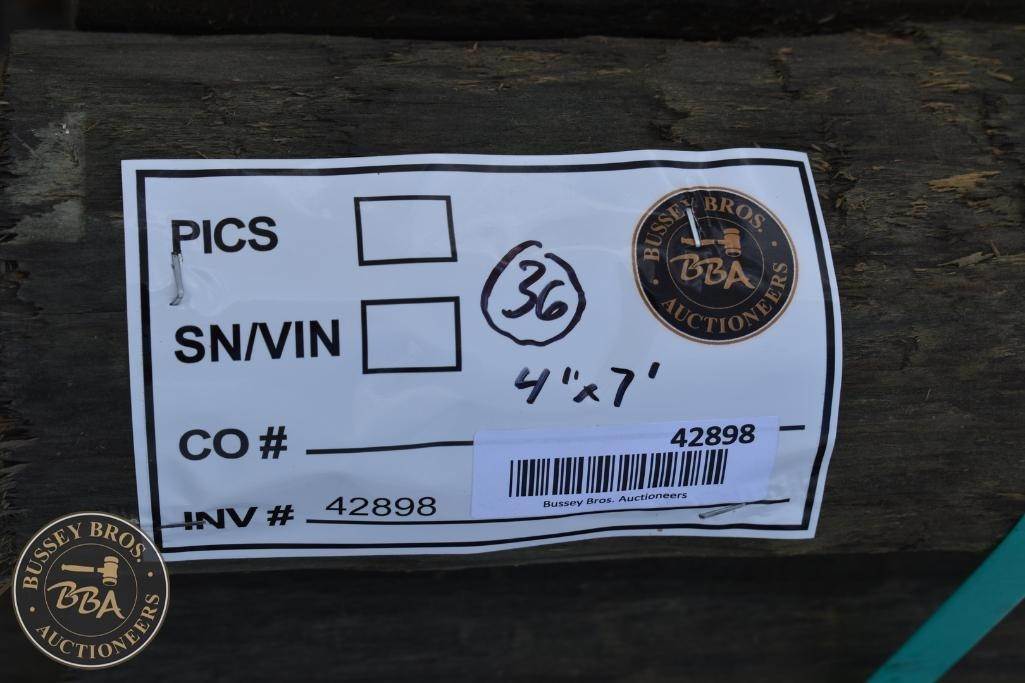 PICS
SN/VIN
36
4" x 7'
BUSSEY BROS.
BBA
AUCTIONEERS
CO #
42898
Bussey Bros. Auctioneers
INV # 42898
BUSSEY BROS.
BBA
AUCTIONEERS